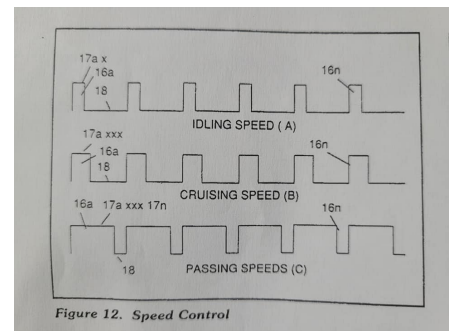 17a x
16a
18
16n
IDLING SPEED (A)
17a xxx
16a
18
16n
CRUISING SPEED (B)
16a 17a xxx 17n
16n
18
PASSING SPEEDS (C)
Figure 12. Speed Control